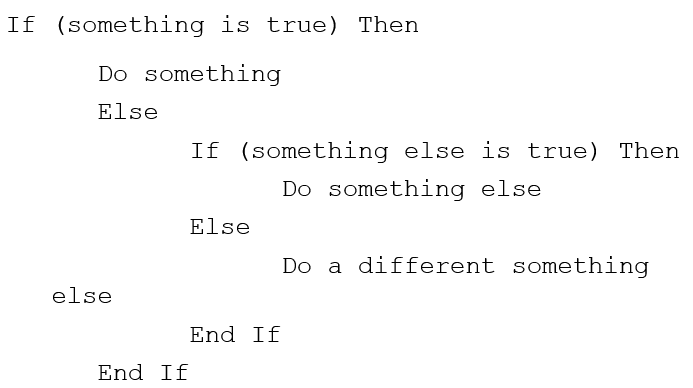 If (something is true) Then
Do something
Else
If (something else is true) Then
Do something else
Else
Do a different something
else
End If
End If